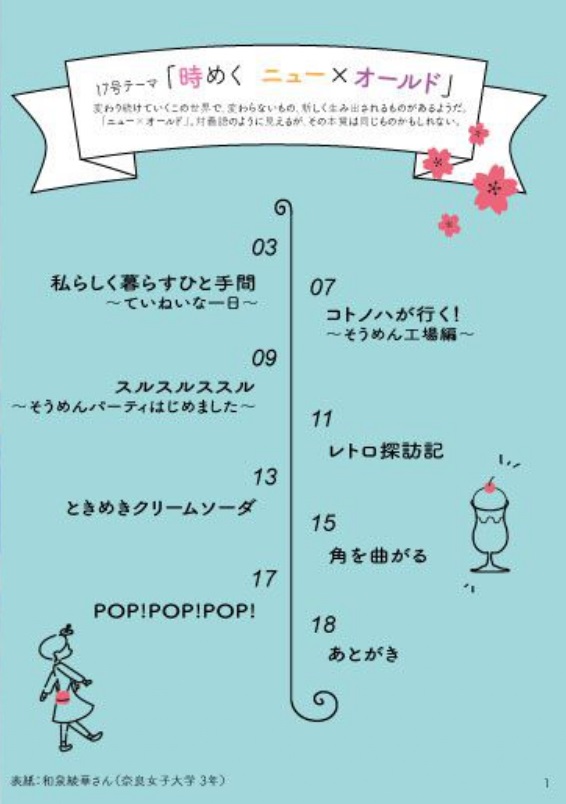 17号テーマ「時めく ニュー×オールド」
変わり続けていくこの世界で、変わらないもの、新しく生み出されるものがあるようだ。
「ニュー×オールド」。対義語のように見えるが、その本質は同じものかもしれない。
03
私らしく暮らすひと手間
～ていねいな一日～
07
コトノハが行く!
～そうめん工場編～
09
スルスルススル
～そうめんパーティはじめました～
11
レトロ探訪記
13
ときめきクリームソーダ
15
角を曲がる
17
POP!POP!POP!
18
あとがき
表紙：和泉綾華さん（奈良女子大学 3年）
1